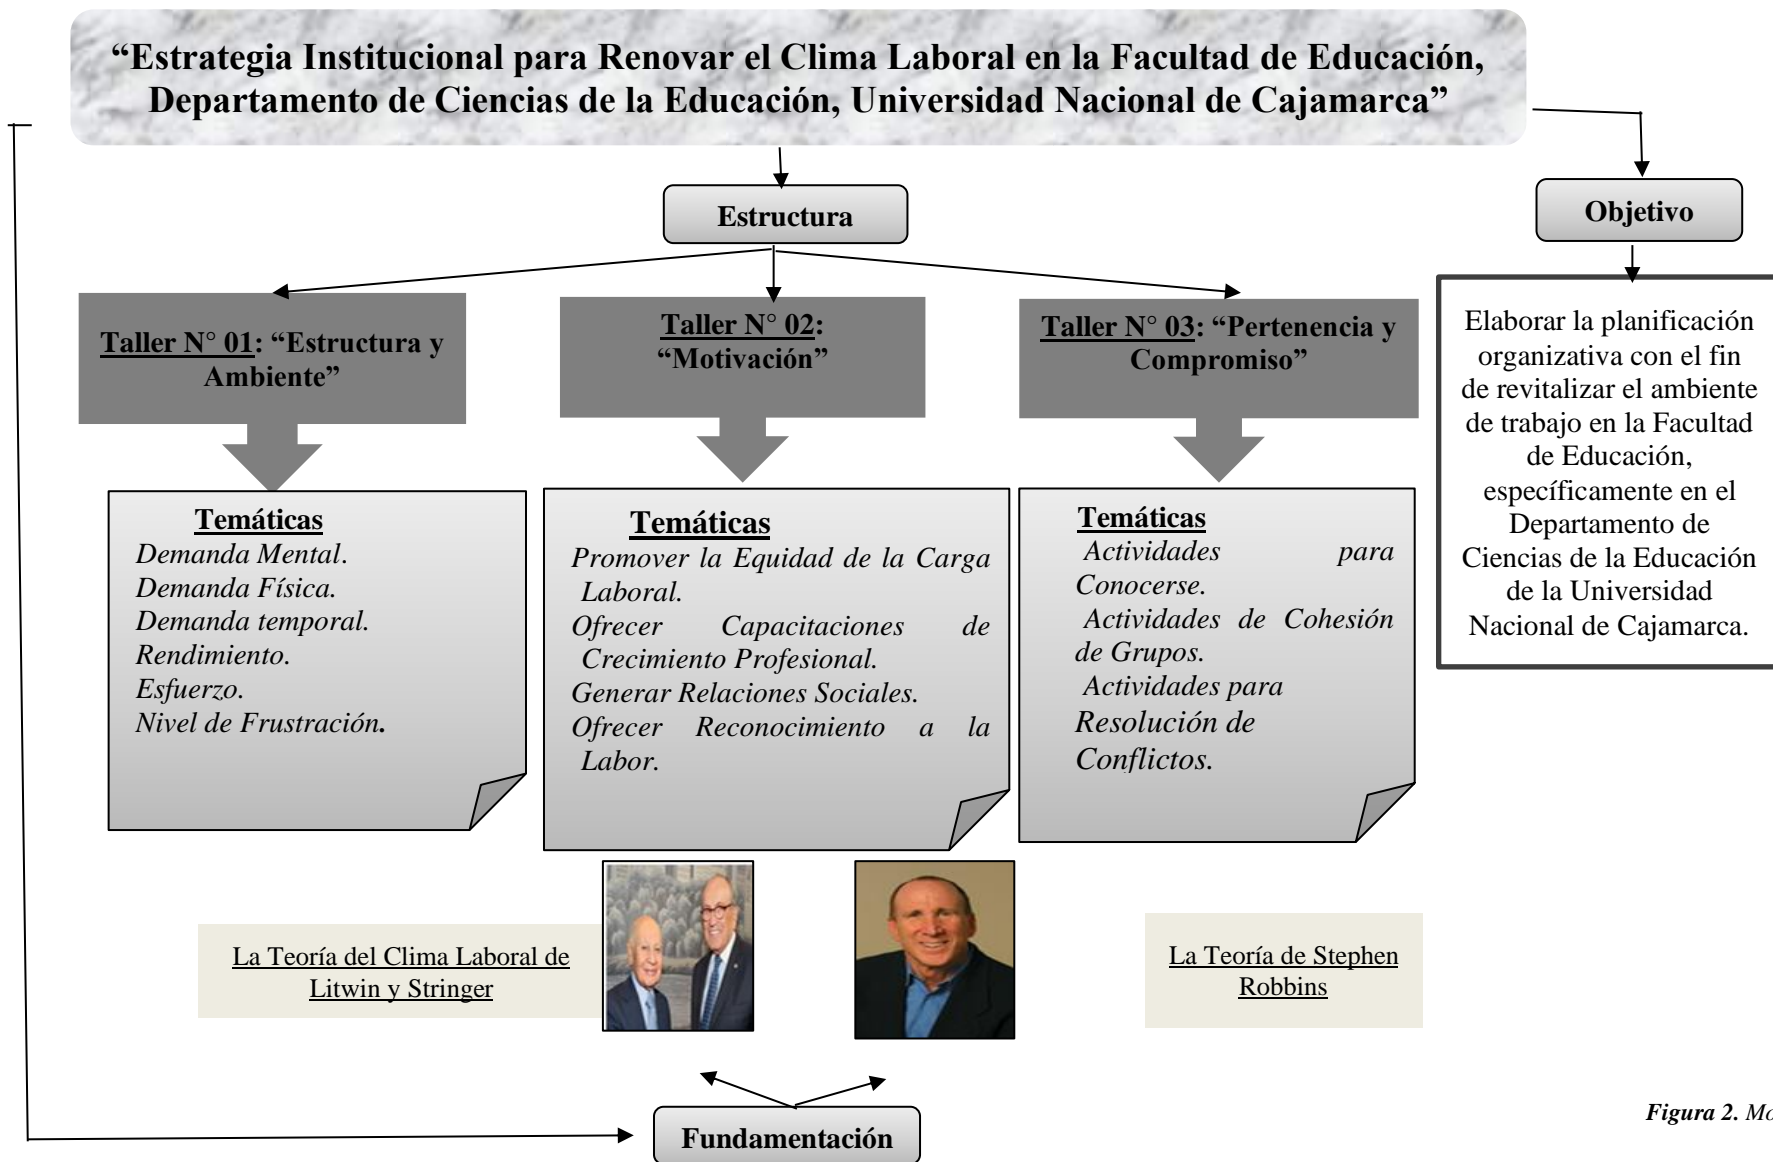 “Estrategia Institucional para Renovar el Clima Laboral en la Facultad de Educación,
Departamento de Ciencias de la Educación, Universidad Nacional de Cajamarca”
Estructura
Objetivo
Taller N° 01: “Estructura y
Ambiente”
Taller N° 02:
“Motivación”
Taller N° 03: “Pertenencia y
Compromiso”
Elaborar la planificación
organizativa con el fin
de revitalizar el ambiente
de trabajo en la Facultad
de Educación,
específicamente en el
Departamento de
Ciencias de la Educación
de la Universidad
Nacional de Cajamarca.
Temáticas
Demanda Mental.
Demanda Física.
Demanda temporal.
Rendimiento.
Esfuerzo.
Nivel de Frustración.
Temáticas
Promover la Equidad de la Carga
Laboral.
Ofrecer Capacitaciones de
Crecimiento Profesional.
Generar Relaciones Sociales.
Ofrecer Reconocimiento a la
Labor.
Temáticas
Actividades para
Conocerse.
Actividades de Cohesión
de Grupos.
Actividades para
Resolución de
Conflictos.
La Teoría del Clima Laboral de
Litwin y Stringer
La Teoría de Stephen
Robbins
Fundamentación
Figura 2.